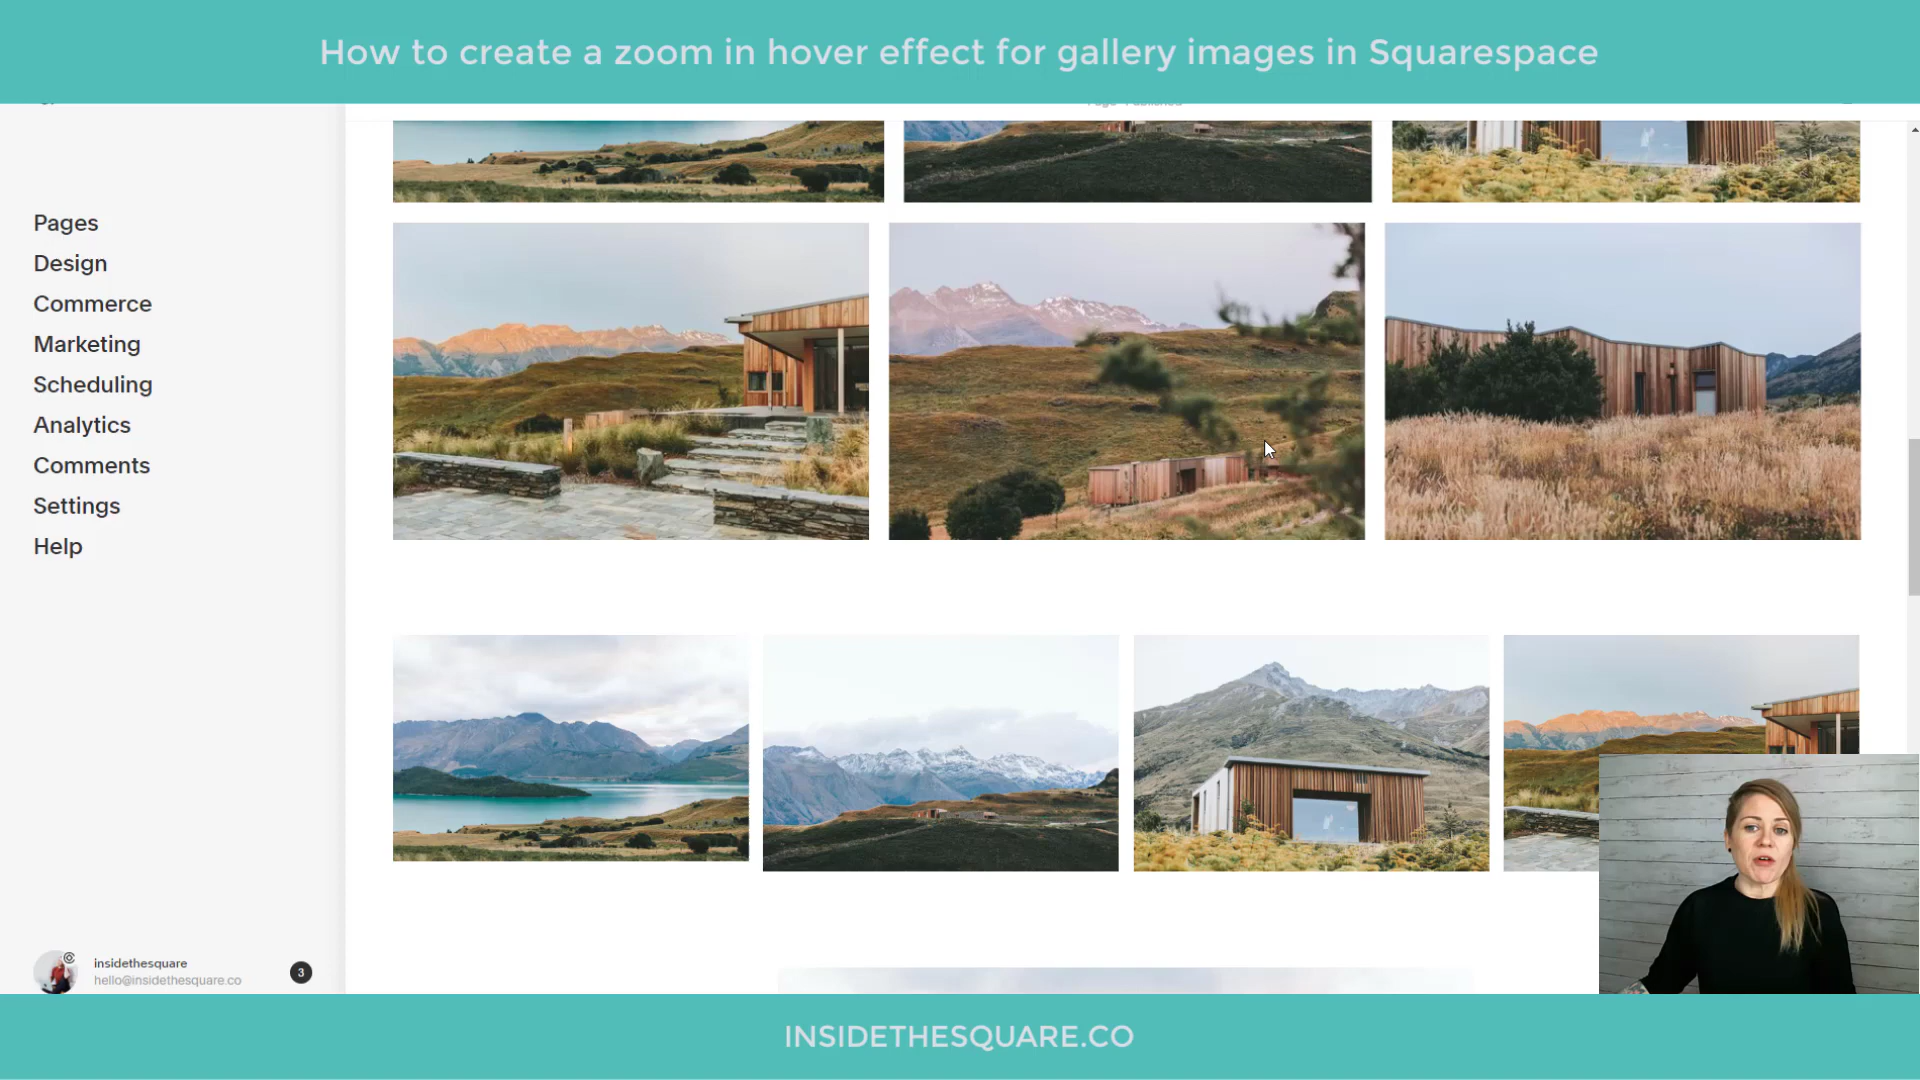 How to create a zoom in hover effect for gallery images in Squarespace
Pages
Design
Commerce
Marketing
Scheduling
Analytics
Comments
Settings
Help
insidethesquare
hello@insidethesquare.co
3
INSIDETHESQUARE.CO